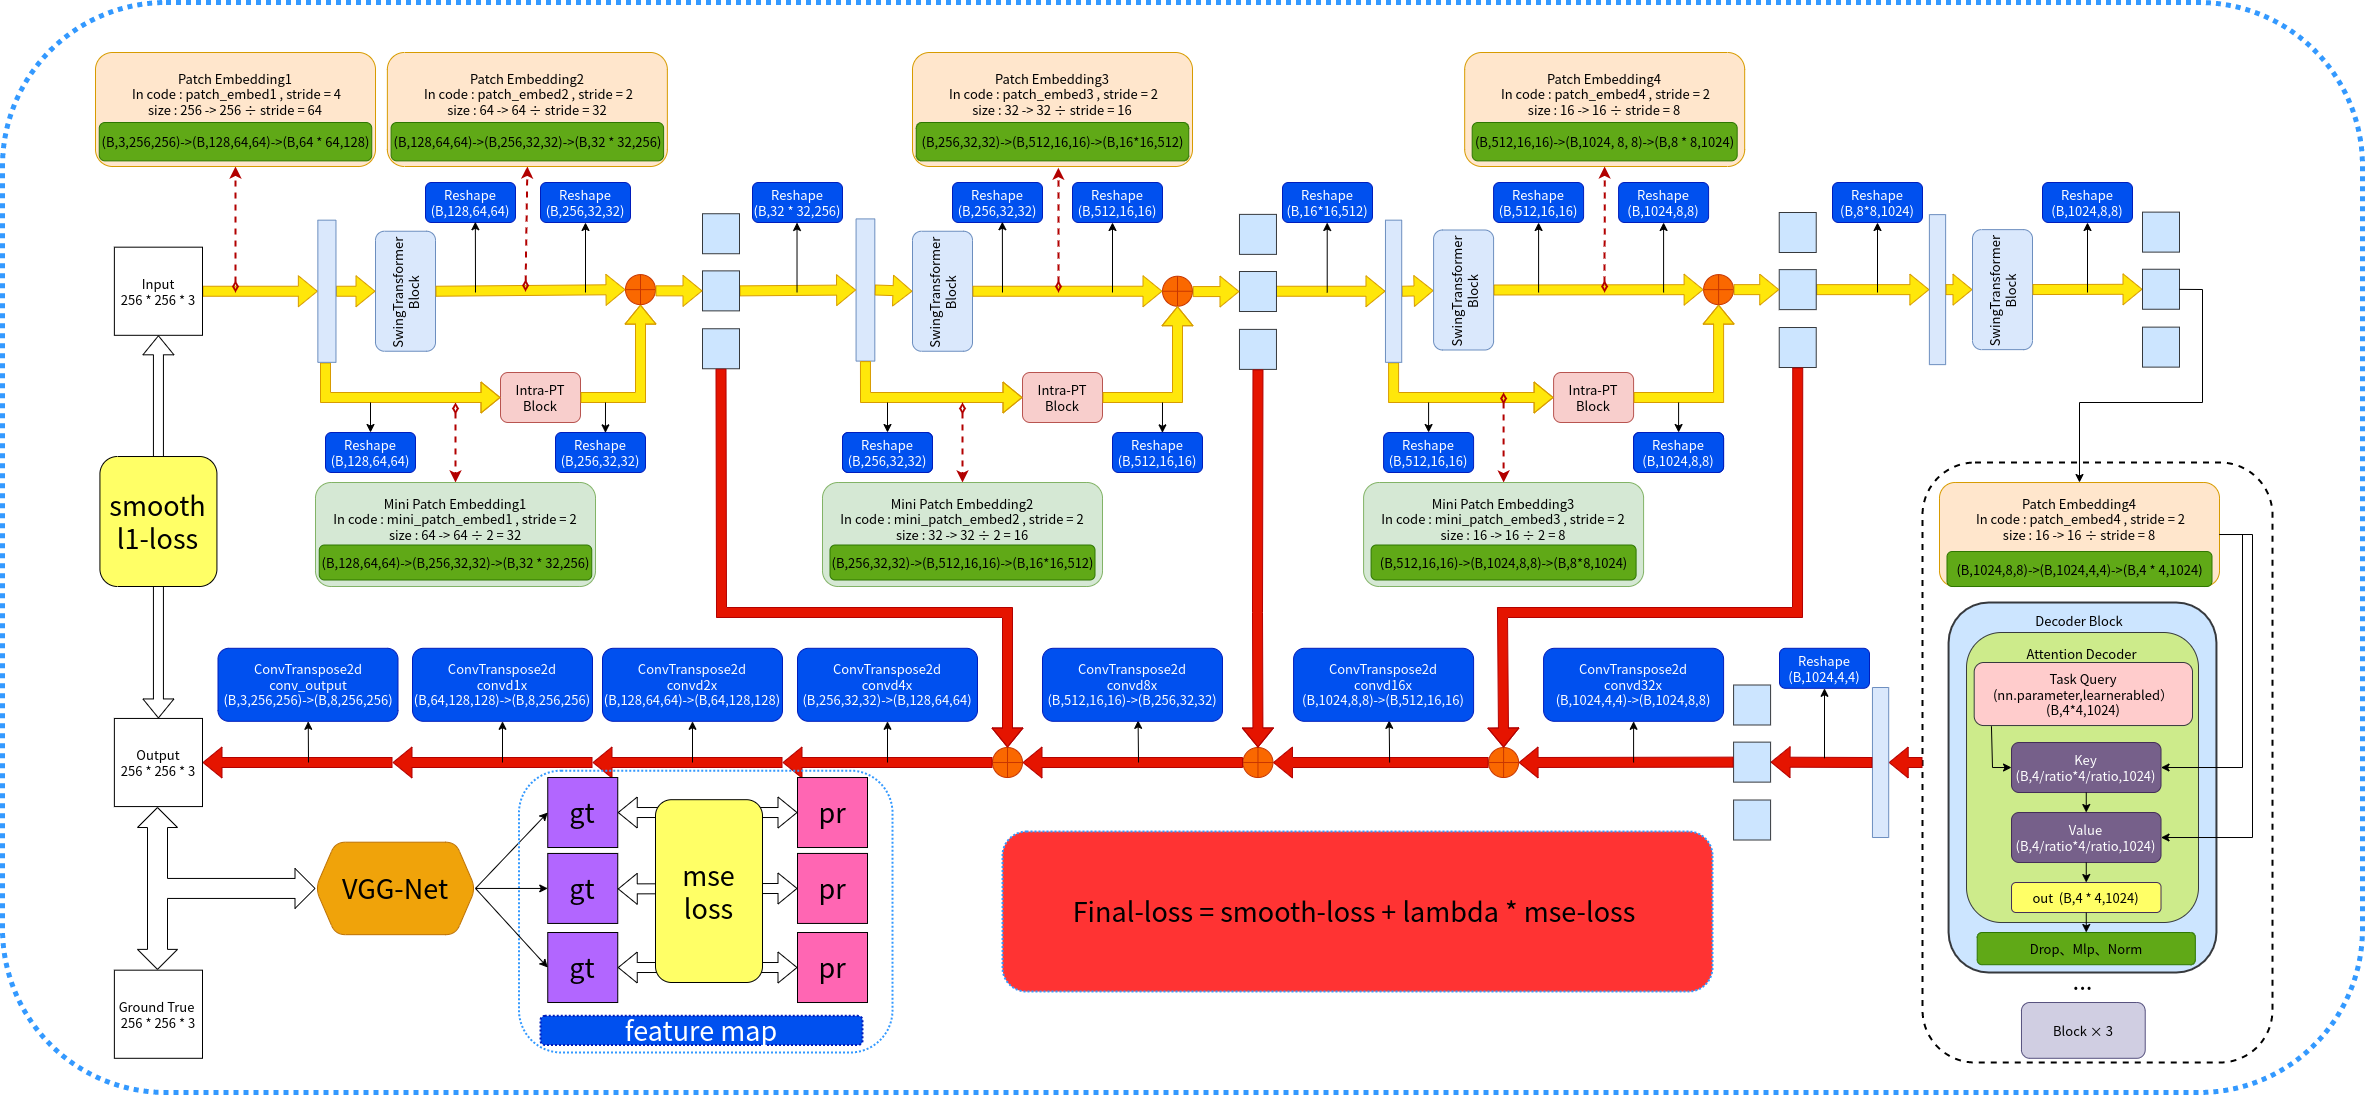 Patch Embedding1
In code : patch_embed1 , stride = 4
size : 256 -> 256 ÷ stride = 64
(B,3,256,256)->(B,128,64,64)->(B,64 * 64,128)
Patch Embedding2
In code : patch_embed2 , stride = 2
size : 64 -> 64 ÷ stride = 32
(B,128,64,64)->(B,256,32,32)->(B,32 * 32,256)
Patch Embedding3
In code : patch_embed3 , stride = 2
size : 32 -> 32 ÷ stride = 16
(B,256,32,32)->(B,512,16,16)->(B,16*16,512)
Patch Embedding4
In code : patch_embed4 , stride = 2
size : 16 -> 16 ÷ stride = 8
(B,512,16,16)->(B,1024, 8, 8)->(B,8 * 8,1024)
Reshape
(B,128,64,64)
Reshape
(B,256,32,32)
Reshape
(B,32 * 32,256)
Reshape
(B,256,32,32)
Reshape
(B,512,16,16)
Reshape
(B,16*16,512)
Reshape
(B,512,16,16)
Reshape
(B,1024,8,8)
Reshape
(B,8*8,1024)
Reshape
(B,1024,8,8)
Input
256 * 256 * 3
SwingTransformer
Block
SwingTransformer
Block
SwingTransformer
Block
SwingTransformer
Block
Intra-PT
Block
Intra-PT
Block
Intra-PT
Block
Reshape
(B,128,64,64)
Reshape
(B,256,32,32)
Reshape
(B,256,32,32)
Reshape
(B,512,16,16)
Reshape
(B,512,16,16)
Reshape
(B,1024,8,8)
smooth
l1-loss
Mini Patch Embedding1
In code : mini_patch_embed1 , stride = 2
size : 64 -> 64 ÷ 2 = 32
(B,128,64,64)->(B,256,32,32)->(B,32 * 32,256)
Mini Patch Embedding2
In code : mini_patch_embed2 , stride = 2
size : 32 -> 32 ÷ 2 = 16
(B,256,32,32)->(B,512,16,16)->(B,16*16,512)
Mini Patch Embedding3
In code : mini_patch_embed3 , stride = 2
size : 16 -> 16 ÷ 2 = 8
(B,512,16,16)->(B,1024,8,8)->(B,8*8,1024)
Patch Embedding4
In code : patch_embed4 , stride = 2
size : 16 -> 16 ÷ stride = 8
(B,1024,8,8)->(B,1024,4,4)->(B,4 * 4,1024)
Decoder Block
Attention Decoder
Task Query
(nn.parameter,learnerabled）
(B,4*4,1024)
Key
(B,4/ratio*4/ratio,1024)
Value
(B,4/ratio*4/ratio,1024)
out (B,4 * 4,1024)
Drop、Mlp、Norm
...
Block × 3
ConvTranspose2d
conv_output
(B,3,256,256)->(B,8,256,256)
ConvTranspose2d
convd1x
(B,64,128,128)->(B,8,256,256)
ConvTranspose2d
convd2x
(B,128,64,64)->(B,64,128,128)
ConvTranspose2d
convd4x
(B,256,32,32)->(B,128,64,64)
ConvTranspose2d
convd8x
(B,512,16,16)->(B,256,32,32)
ConvTranspose2d
convd16x
(B,1024,8,8)->(B,512,16,16)
ConvTranspose2d
convd32x
(B,1024,4,4)->(B,1024,8,8)
Reshape
(B,1024,4,4)
Output
256 * 256 * 3
VGG-Net
gt
gt
gt
mse
loss
pr
pr
pr
feature map
Final-loss = smooth-loss + lambda * mse-loss
Ground True
256 * 256 * 3